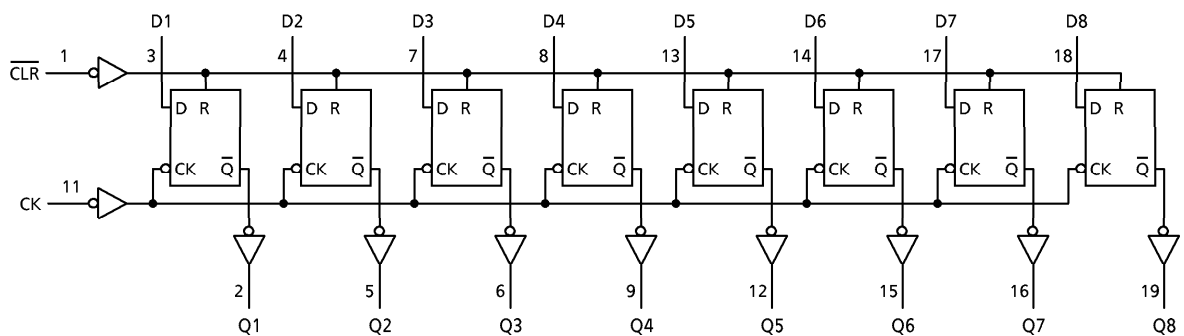 D1 D2 D3 D4 D5 D6 D7 D8
C̅L̅R̅ 1 3 4 7 8 13 14 17 18
D R D R D R D R D R D R D R D R
CK Q̅ CK Q̅ CK Q̅ CK Q̅ CK Q̅ CK Q̅ CK Q̅ CK Q̅
CK 11
2 5 6 9 12 15 16 19
Q1 Q2 Q3 Q4 Q5 Q6 Q7 Q8